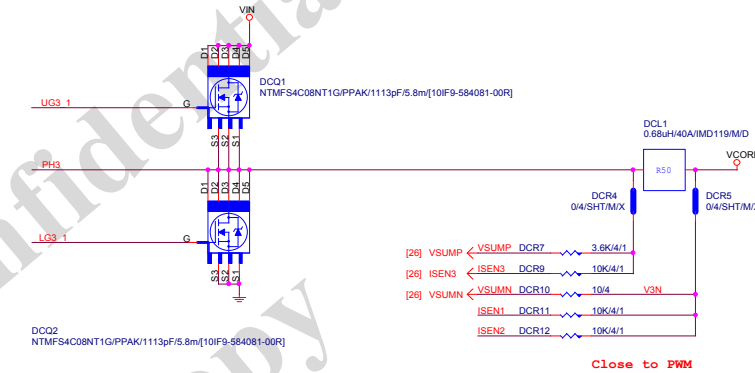 VIN
D1 D2 D3 D4 D5
DCQ1
NTMFS4C08NT1G/PPAK/1113pF/5.8m/[10IF9-584081-00R]
UG3_1
G
S3 S2 S1
PH3
D1 D2 D3 D4 D5
LG3_1
G
S3 S2 S1
DCQ2
NTMFS4C08NT1G/PPAK/1113pF/5.8m/[10IF9-584081-00R]
DCL1
0.68uH/40A/IMD119/M/D
R50
VCOR
DCR4
0/4/SHT/M/X
DCR5
0/4/SHT/M/
[26] VSUMP VSUMP DCR7 3.6K/4/1
[26] ISEN3 DCR9 10K/4/1
[26] VSUMN VSUMN DCR10 10/4 V3N
ISEN1 DCR11 10K/4/1
ISEN2 DCR12 10K/4/1
Close to PWM
nfidentia
opy